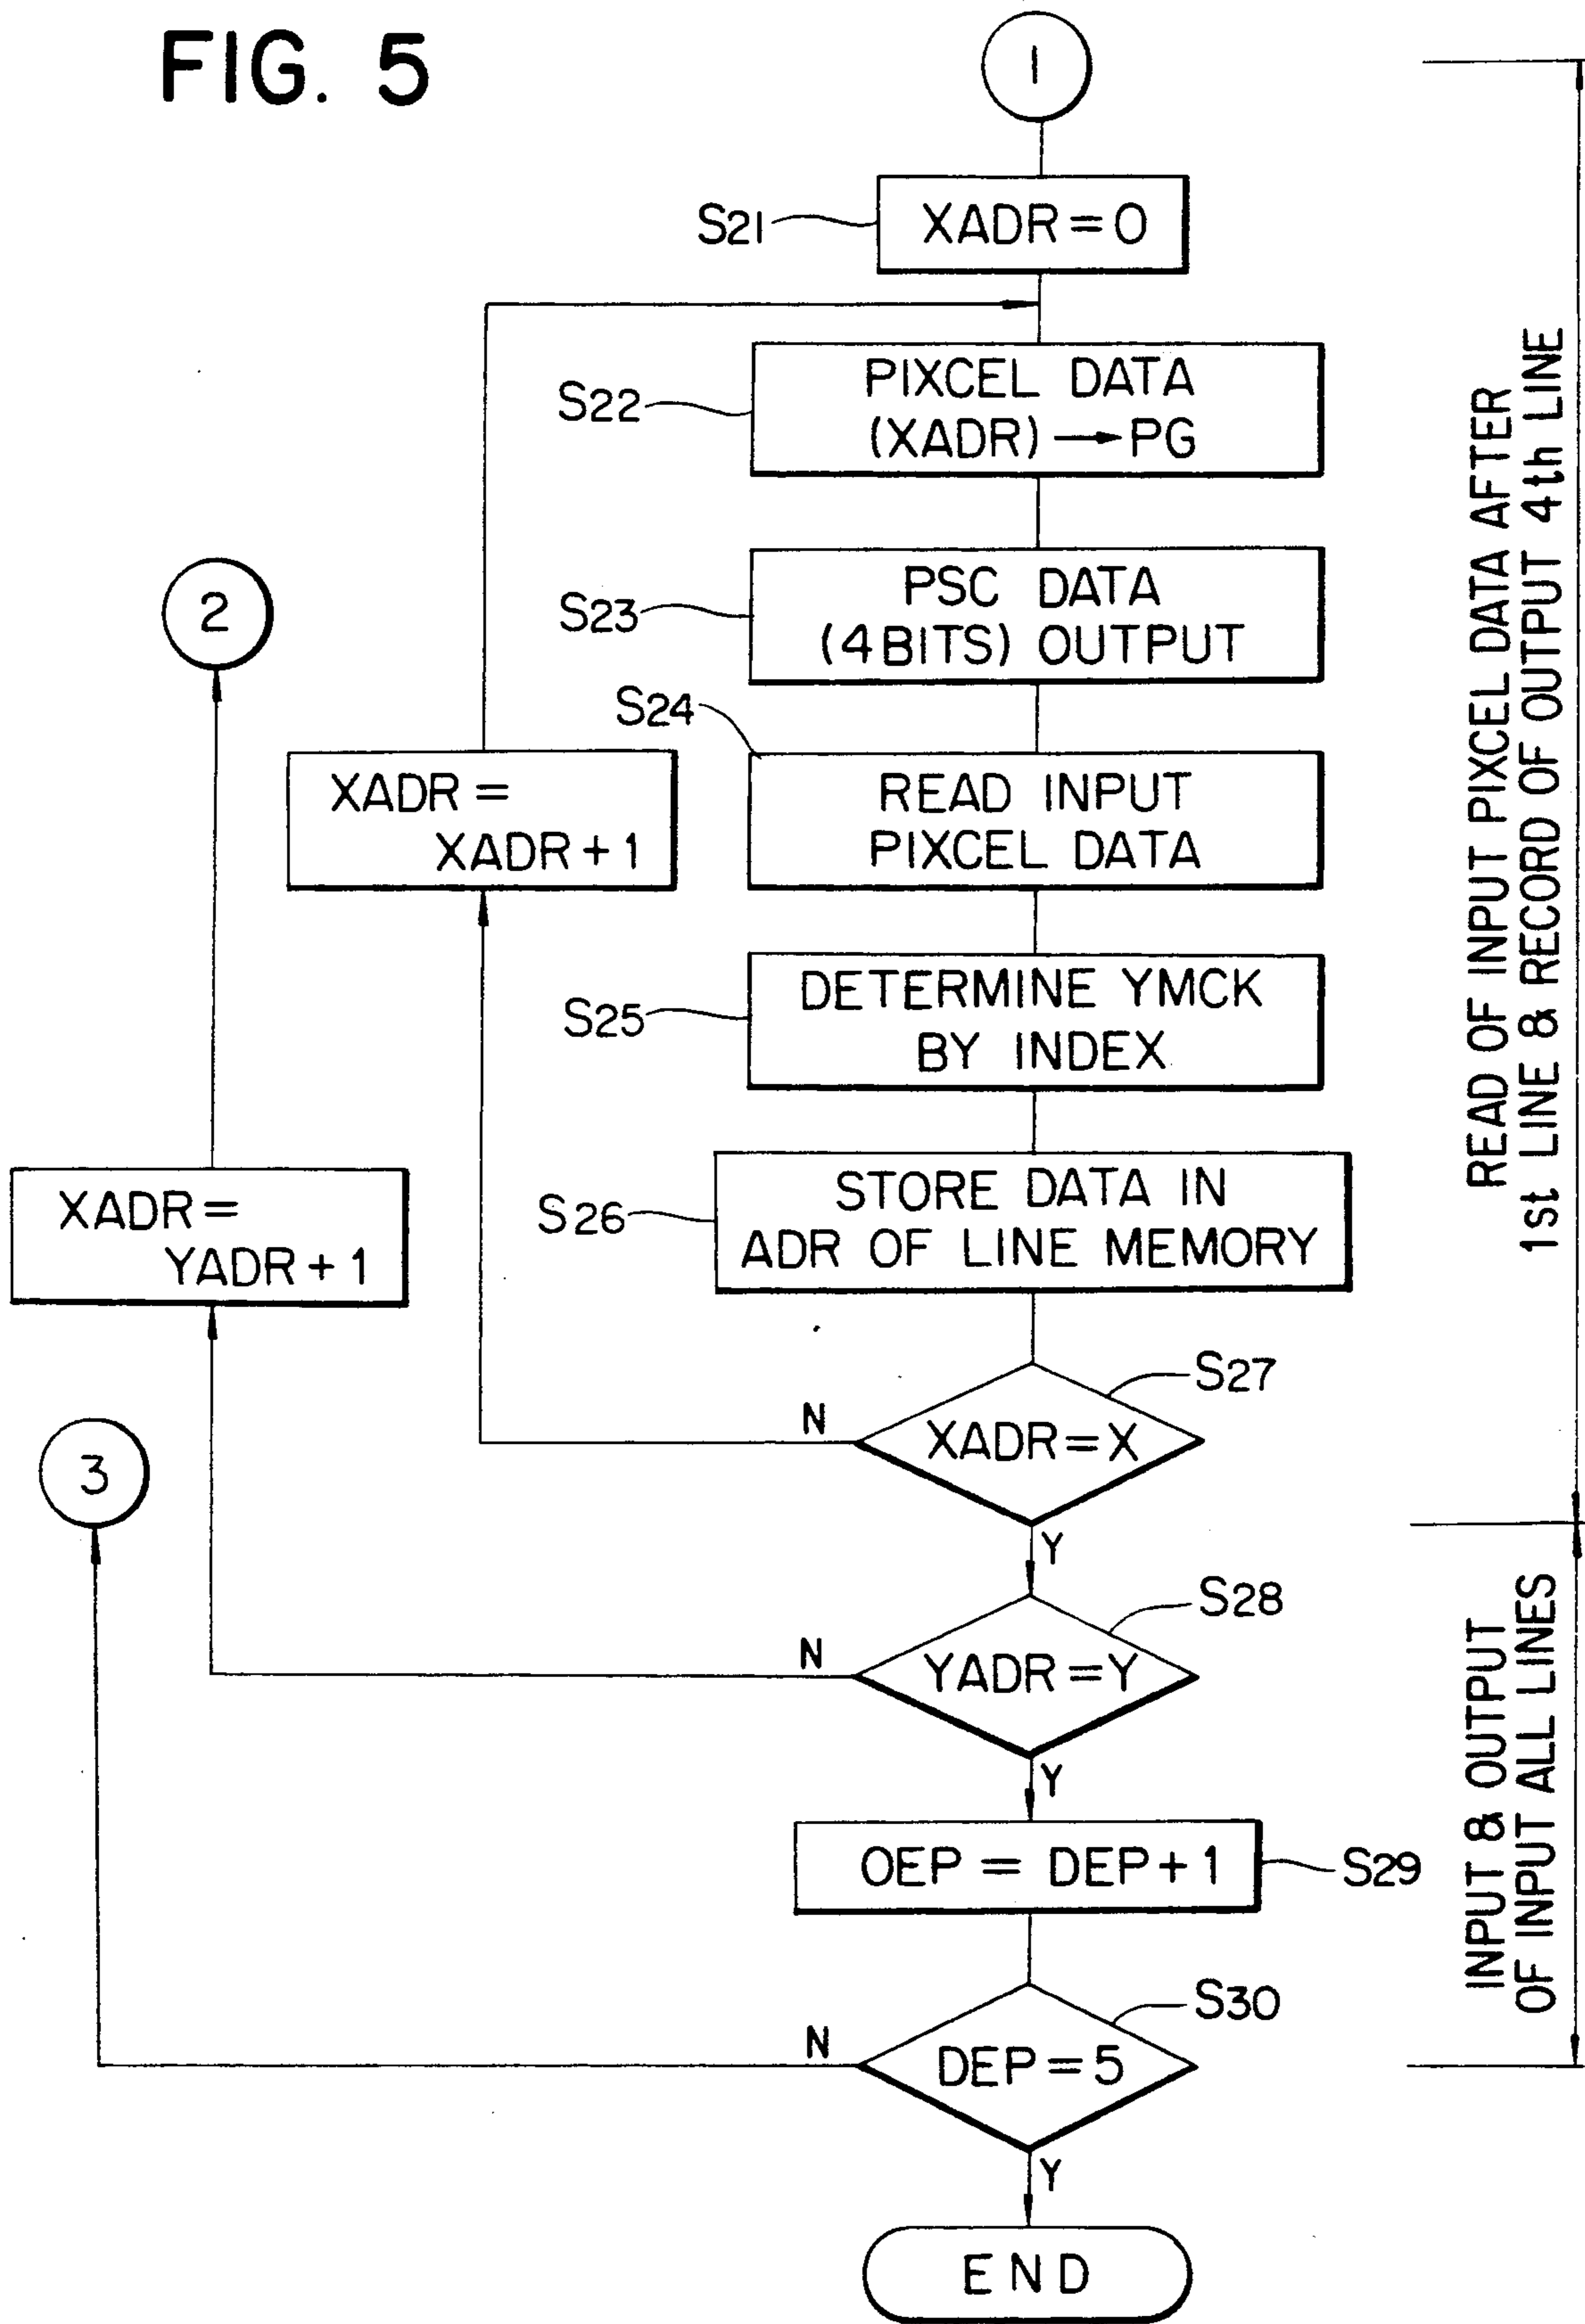 FIG. 5
1
S21
XADR = 0
S22
PIXCEL DATA
(XADR) → PG
S23
PSC DATA
(4 BITS) OUTPUT
2
S24
XADR =
XADR + 1
READ INPUT
PIXCEL DATA
S25
DETERMINE YMCK
BY INDEX
XADR =
YADR + 1
S26
STORE DATA IN
ADR OF LINE MEMORY
S27
N
XADR = X
Y
3
S28
N
YADR = Y
Y
OEP = DEP + 1
S29
S30
N
DEP = 5
Y
END
READ OF INPUT PIXCEL DATA AFTER
1st LINE & RECORD OF OUTPUT 4th LINE
INPUT & OUTPUT
OF INPUT ALL LINES